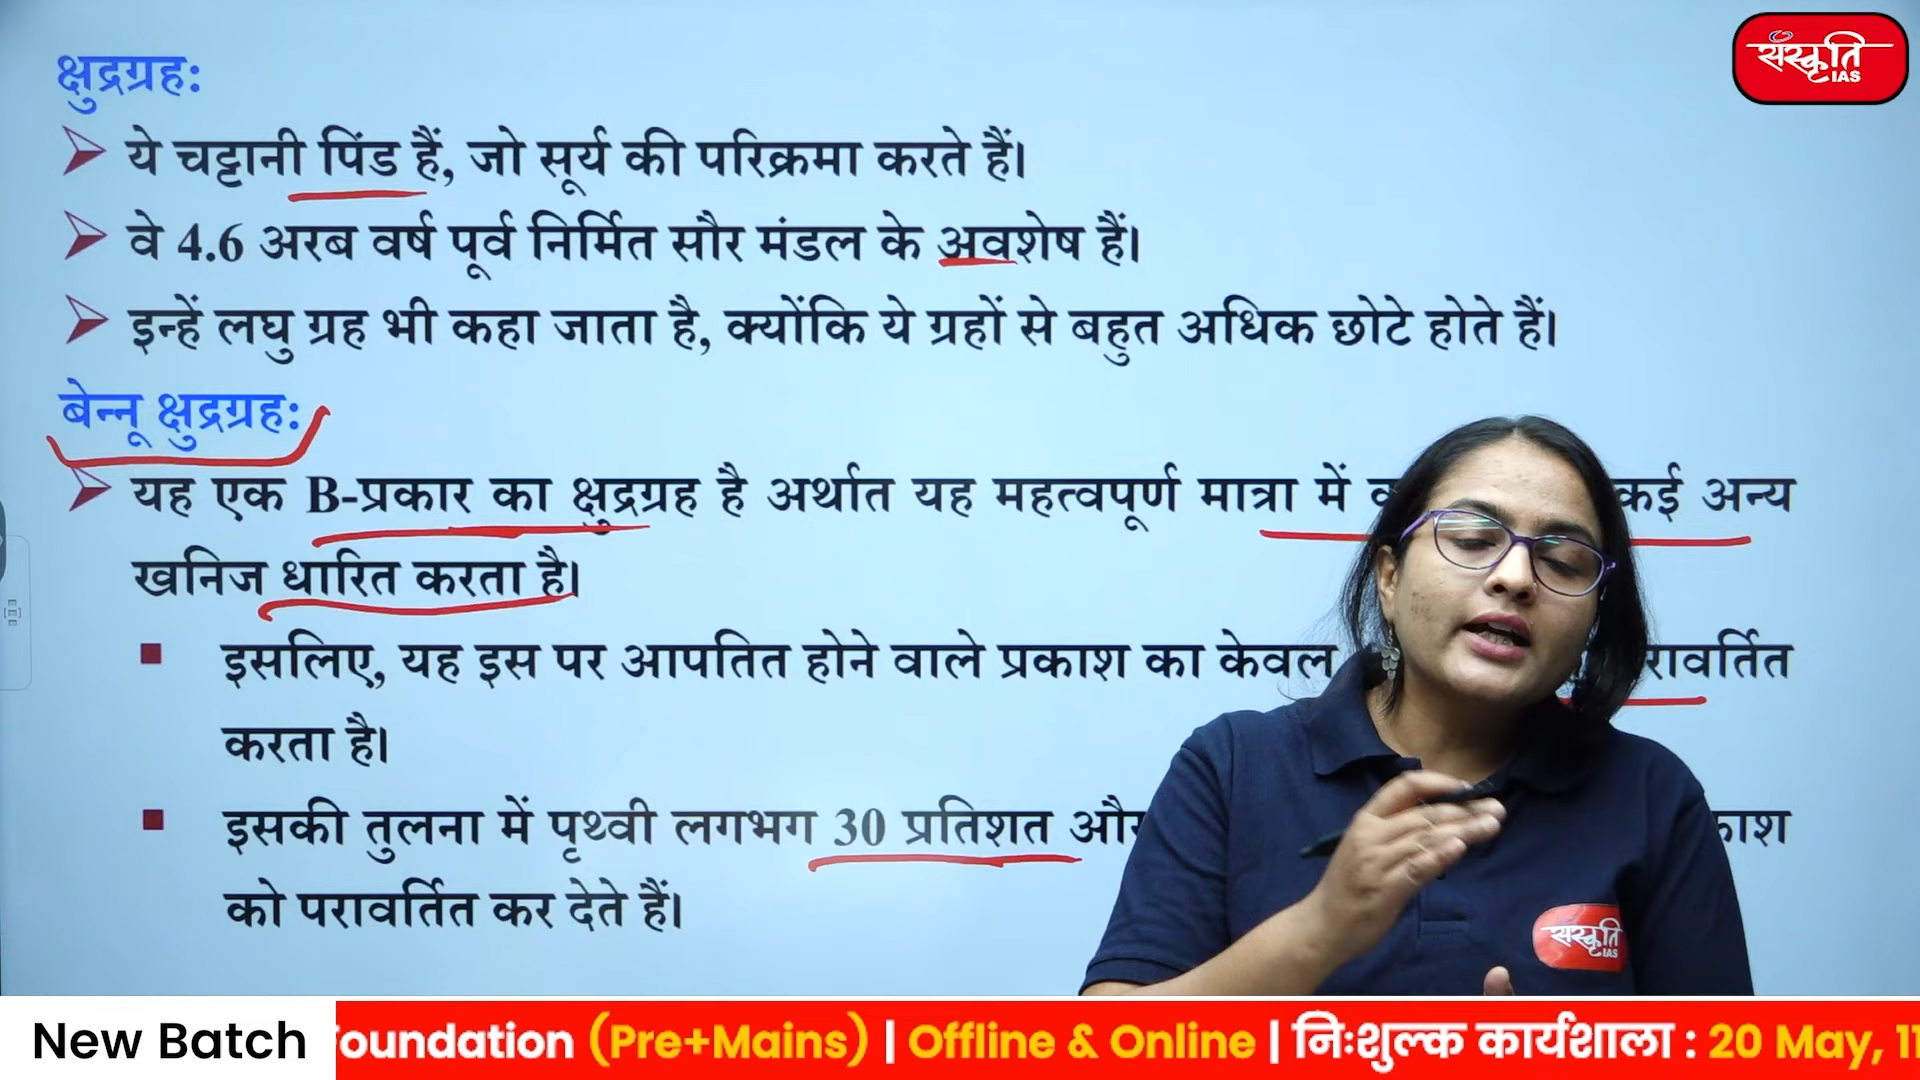 संस्कृति
IAS
क्षुद्रग्रह:
ये चट्टानी पिंड हैं, जो सूर्य की परिक्रमा करते हैं।
वे 4.6 अरब वर्ष पूर्व निर्मित सौर मंडल के अवशेष हैं।
इन्हें लघु ग्रह भी कहा जाता है, क्योंकि ये ग्रहों से बहुत अधिक छोटे होते हैं।
बेन्नू क्षुद्रग्रह:
यह एक B-प्रकार का क्षुद्रग्रह है अर्थात यह महत्वपूर्ण मात्रा में कई अन्य
खनिज धारित करता है।
इसलिए, यह इस पर आपतित होने वाले प्रकाश का केवल
करता है।
इसकी तुलना में पृथ्वी लगभग 30 प्रतिशत
को परावर्तित कर देते हैं।
संस्कृति
IAS
New Batch
Foundation (Pre+Mains) | Offline & Online | निःशुल्क कार्यशाला : 20 May, 11